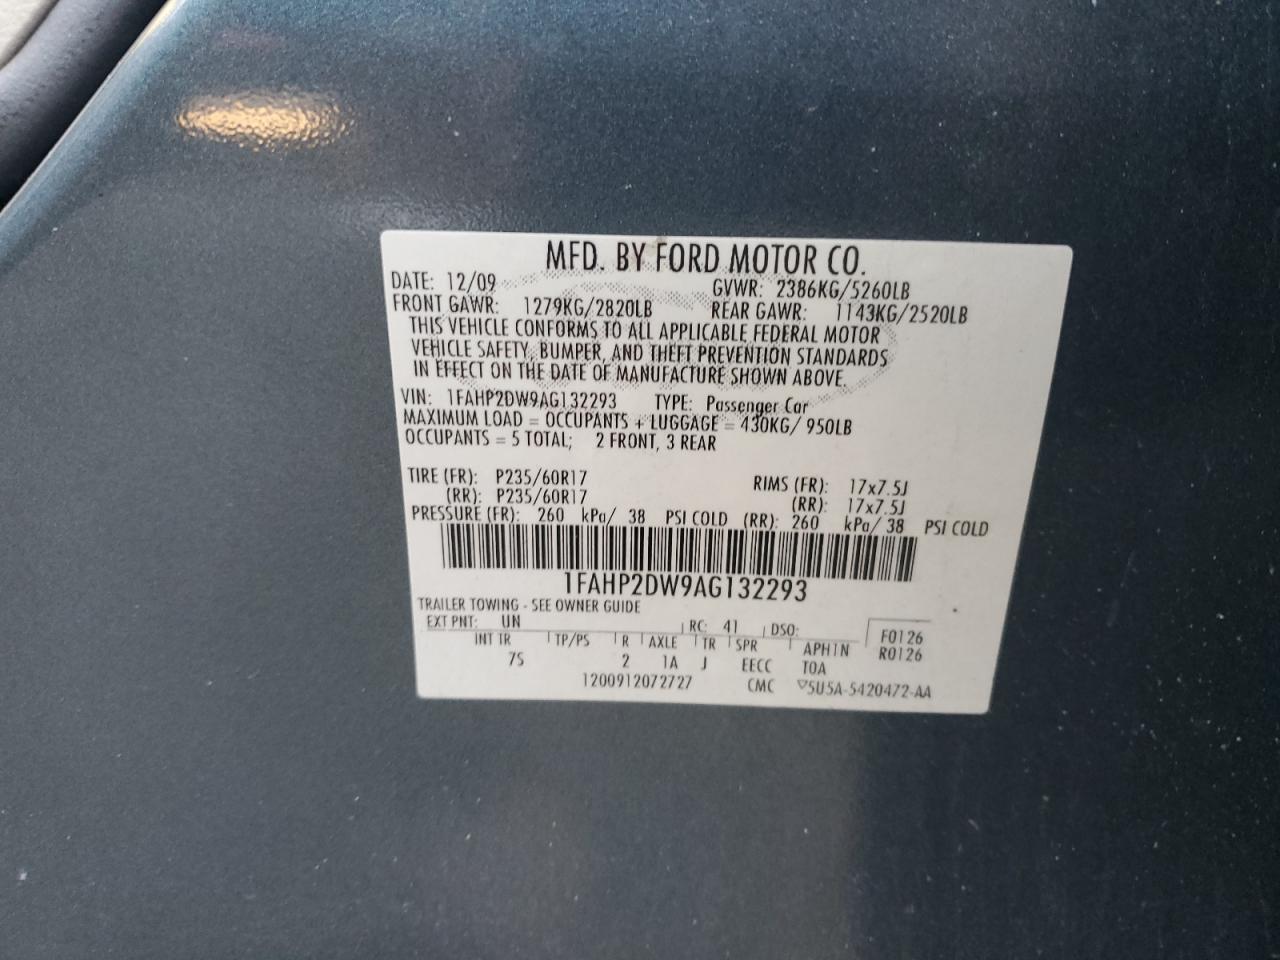 MFD. BY FORD MOTOR CO.
DATE: 12/09 GVWR: 2386KG/5260LB
FRONT GAWR: 1279KG/2820LB REAR GAWR: 1143KG/2520LB
THIS VEHICLE CONFORMS TO ALL APPLICABLE FEDERAL MOTOR
VEHICLE SAFETY, BUMPER, AND THEFT PREVENTION STANDARDS
IN EFFECT ON THE DATE OF MANUFACTURE SHOWN ABOVE.
VIN: 1FAHP2DW9AG132293 TYPE: Passenger Car
MAXIMUM LOAD = OCCUPANTS + LUGGAGE = 430KG/ 950LB
OCCUPANTS = 5 TOTAL; 2 FRONT, 3 REAR
TIRE (FR): P235/60R17 RIMS (FR): 17x7.5J
(RR): P235/60R17 (RR): 17x7.5J
PRESSURE (FR): 260 kPa/ 38 PSI COLD (RR): 260 kPa/ 38 PSI COLD
1FAHP2DW9AG132293
TRAILER TOWING - SEE OWNER GUIDE
EXT PNT: UN RC: 41 DSO: F0126
INT TR TP/PS R AXLE TR SPR APH1N R0126
7S 2 1A J EECC TOA
1200912072727 CMC 5U5A-5420472-AA